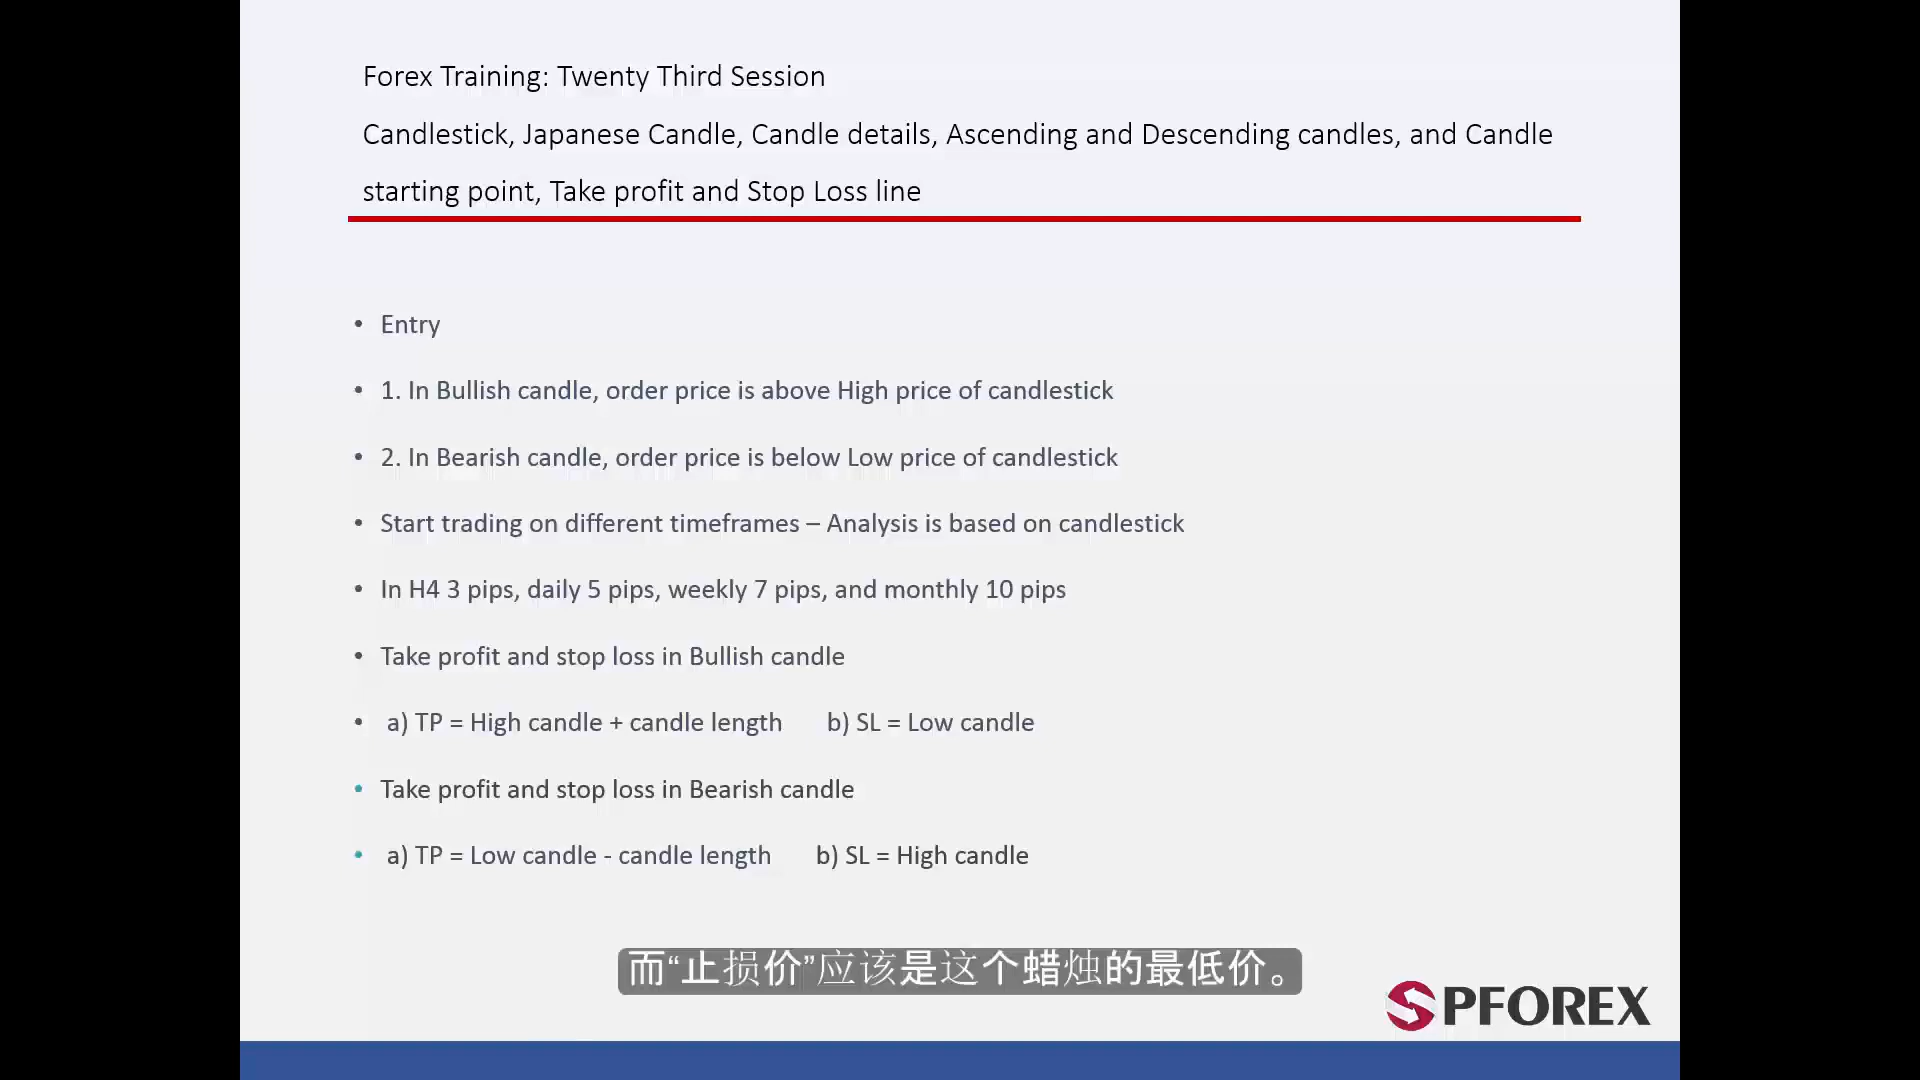 Forex Training: Twenty Third Session
Candlestick, Japanese Candle, Candle details, Ascending and Descending candles, and Candle
starting point, Take profit and Stop Loss line
• Entry
• 1. In Bullish candle, order price is above High price of candlestick
• 2. In Bearish candle, order price is below Low price of candlestick
• Start trading on different timeframes – Analysis is based on candlestick
• In H4 3 pips, daily 5 pips, weekly 7 pips, and monthly 10 pips
• Take profit and stop loss in Bullish candle
• a) TP = High candle + candle length b) SL = Low candle
• Take profit and stop loss in Bearish candle
• a) TP = Low candle - candle length b) SL = High candle
而“止损价”应该是这个蜡烛的最低价。
PFOREX